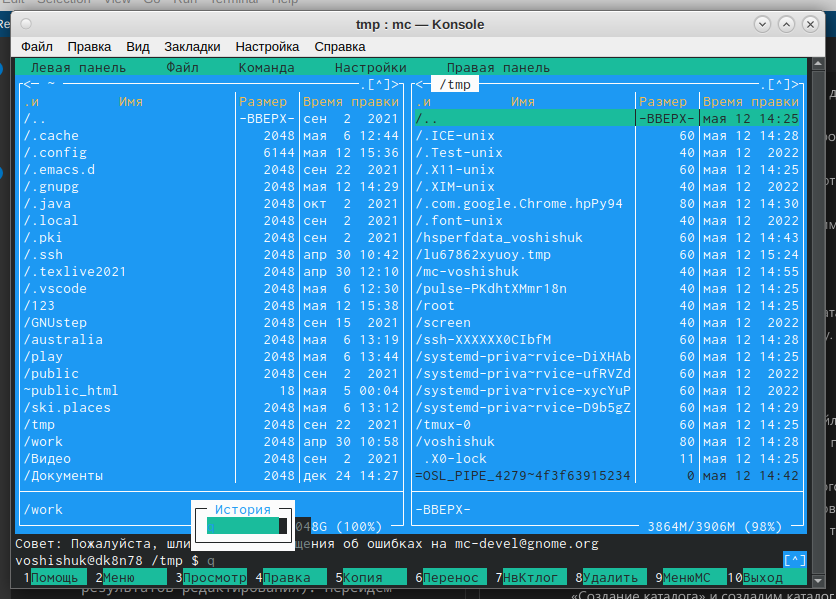 Edit Selection View Go Run Terminal Help
tmp : mc — Konsole
Файл Правка Вид Закладки Настройка Справка
Левая панель Файл Команда Настройки Правая панель
<─ ~ .[^]>
.и Имя Размер Время правки
/.. -ВВЕРХ- сен 2 2021
/.cache 2048 мая 6 12:44
/.config 6144 мая 12 15:36
/.emacs.d 2048 сен 22 2021
/.gnupg 2048 мая 12 14:29
/.java 2048 окт 2 2021
/.local 2048 сен 2 2021
/.pki 2048 сен 2 2021
/.ssh 2048 апр 30 10:42
/.texlive2021 2048 апр 30 12:10
/.vscode 2048 мая 6 12:30
/123 2048 мая 12 15:38
/GNUstep 2048 сен 15 2021
/australia 2048 мая 6 13:19
/play 2048 мая 6 13:44
/public 2048 сен 2 2021
~public_html 18 мая 5 00:04
/ski.places 2048 мая 6 13:12
/tmp 2048 сен 22 2021
/work 2048 апр 30 10:58
/Видео 2048 сен 2 2021
/Документы 2048 дек 24 14:27
/work
048G (100%)
<─ /tmp .[^]>
.и Имя Размер Время правки
/.. -ВВЕРХ- мая 12 14:25
/.ICE-unix 60 мая 12 14:28
/.Test-unix 40 мая 12 2022
/.X11-unix 60 мая 12 14:25
/.XIM-unix 40 мая 12 2022
/.com.google.Chrome.hpPy94 80 мая 12 14:30
/.font-unix 40 мая 12 2022
/hsperfdata_voshishuk 60 мая 12 14:43
/lu67862xyuoy.tmp 60 мая 12 15:24
/mc-voshishuk 40 мая 12 14:55
/pulse-PKdhtXMmr18n 40 мая 12 14:25
/root 40 мая 12 14:25
/screen 40 мая 12 2022
/ssh-XXXXXX0CIbfM 60 мая 12 14:28
/systemd-priva~rvice-DiXHAb 60 мая 12 14:25
/systemd-priva~rvice-ufRVZd 60 мая 12 2022
/systemd-priva~rvice-xycYuP 60 мая 12 2022
/systemd-priva~rvice-D9b5gZ 60 мая 12 14:29
/tmux-0 60 мая 12 14:25
/voshishuk 80 мая 12 14:28
.X0-lock 11 мая 12 14:25
=OSL_PIPE_4279~4f3f63915234 0 мая 12 14:42
-ВВЕРХ-
3864M/3906M (98%)
История
q
Совет: Пожалуйста, шли щения об ошибках на mc-devel@gnome.org
voshishuk@dk8n78 /tmp $ q [^]
1Помощь 2Меню 3Просмотр 4Правка 5Копия 6Перенос 7НвКтлог 8Удалить 9МенюМС 10Выход
результатов редактирования). Перейдем
«Создание каталога» и создадим каталог